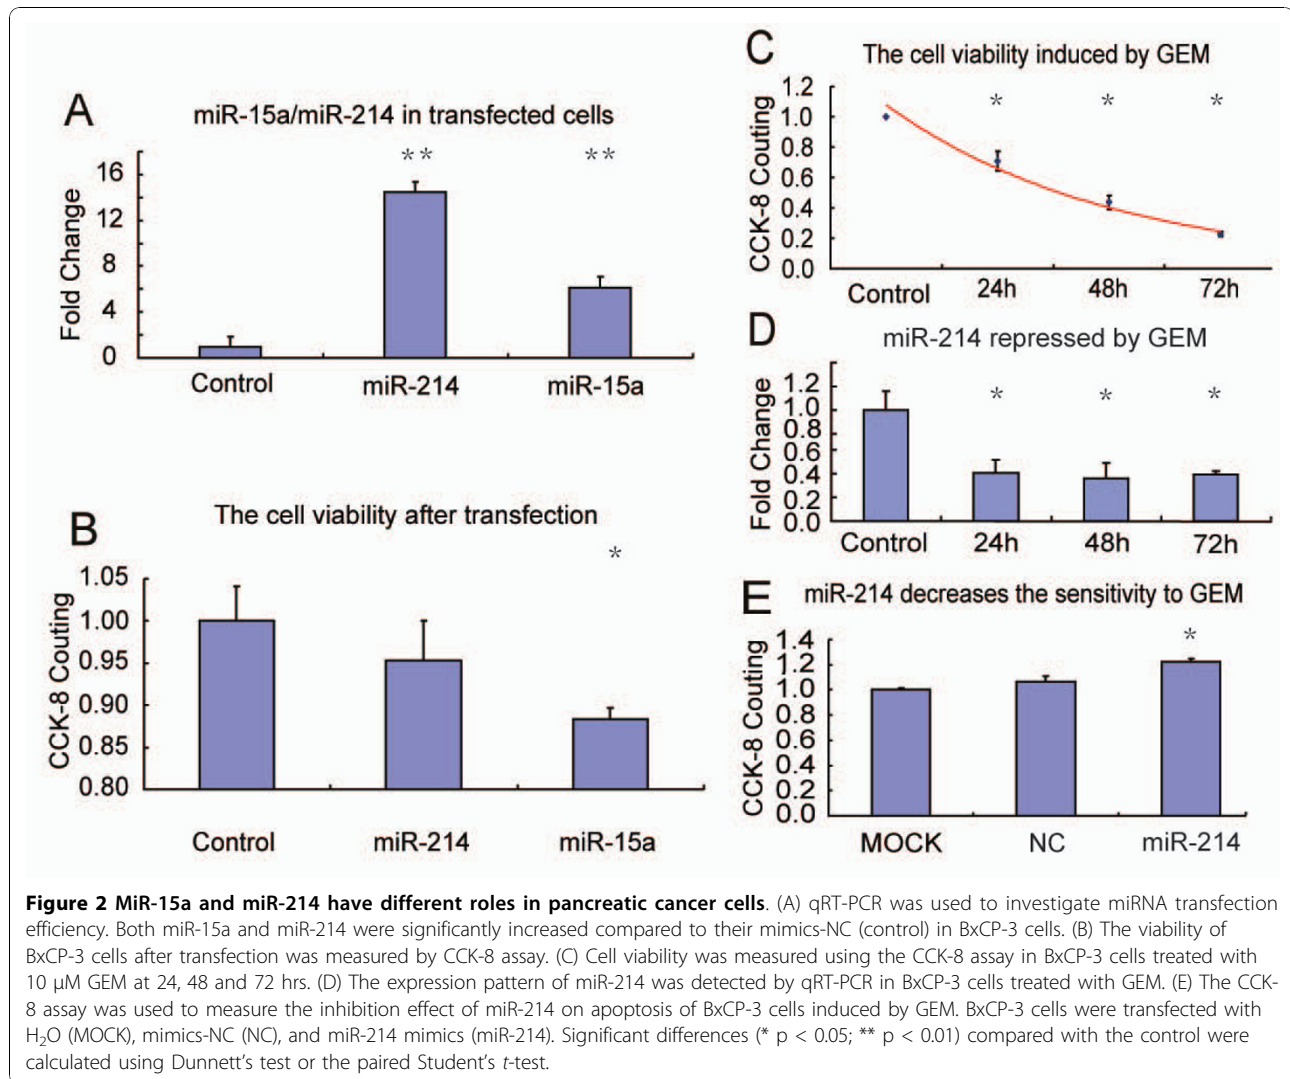 A
miR-15a/miR-214 in transfected cells
Fold Change
16
12
8
4
0
** **
Control miR-214 miR-15a
B
The cell viability after transfection
CCK-8 Couting
1.05
1.00
0.95
0.90
0.85
0.80
*
Control miR-214 miR-15a
C
The cell viability induced by GEM
CCK-8 Couting
1.2
1.0
0.8
0.6
0.4
0.2
0.0
* * *
Control 24h 48h 72h
D
miR-214 repressed by GEM
Fold Change
1.2
1.0
0.8
0.6
0.4
0.2
0.0
* * *
Control 24h 48h 72h
E
miR-214 decreases the sensitivity to GEM
CCK-8 Couting
1.4
1.2
1.0
0.8
0.6
0.4
0.2
0.0
*
MOCK NC miR-214
Figure 2 MiR-15a and miR-214 have different roles in pancreatic cancer cells. (A) qRT-PCR was used to investigate miRNA transfection
efficiency. Both miR-15a and miR-214 were significantly increased compared to their mimics-NC (control) in BxCP-3 cells. (B) The viability of
BxCP-3 cells after transfection was measured by CCK-8 assay. (C) Cell viability was measured using the CCK-8 assay in BxCP-3 cells treated with
10 μM GEM at 24, 48 and 72 hrs. (D) The expression pattern of miR-214 was detected by qRT-PCR in BxCP-3 cells treated with GEM. (E) The CCK-
8 assay was used to measure the inhibition effect of miR-214 on apoptosis of BxCP-3 cells induced by GEM. BxCP-3 cells were transfected with
H₂O (MOCK), mimics-NC (NC), and miR-214 mimics (miR-214). Significant differences (* p < 0.05; ** p < 0.01) compared with the control were
calculated using Dunnett's test or the paired Student's t-test.